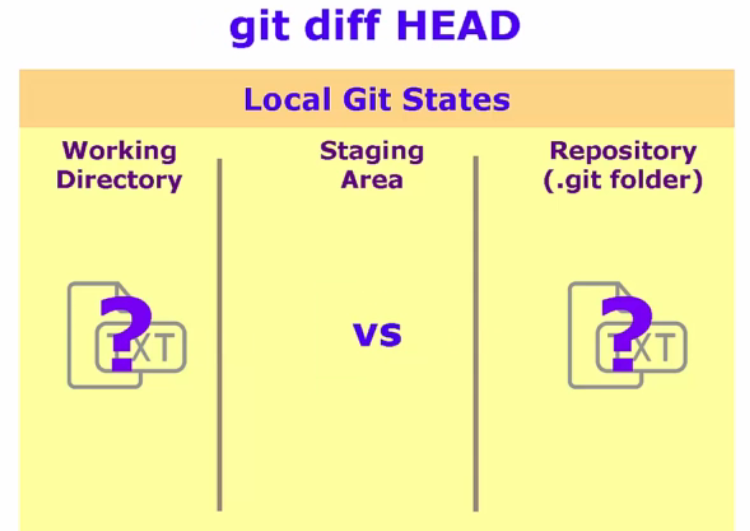 git diff HEAD
Local Git States
Working
Directory
Staging
Area
Repository
(.git folder)
?
TXT
vs
?
TXT